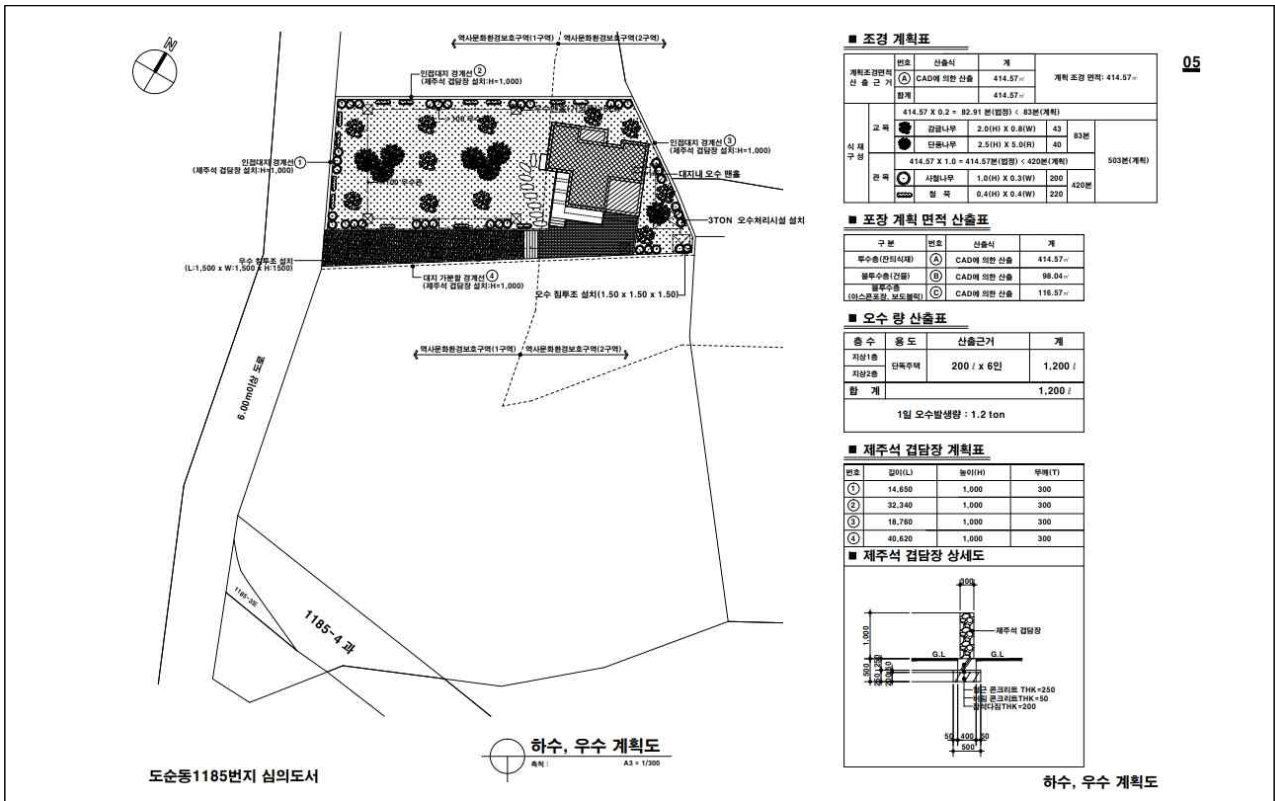 N
역사문화환경보호구역(1구역) 역사문화환경보호구역(2구역)
인접대지 경계선 ②
(제주석 겹담장 설치:H=1,000)
인접대지 경계선 ③
(제주석 겹담장 설치:H=1,000)
인접대지 경계선 ①
(제주석 겹담장 설치:H=1,000)
대지내 오수 맨홀
3TON 오수처리시설 설치
우수 침투조 설치
(L:1,500 x W:1,500 x H:1500)
대지 가분할 경계선 ④
(제주석 겹담장 설치:H=1,000)
오수 침투조 설치(1.50 x 1.50 x 1.50)
역사문화환경보호구역(1구역) 역사문화환경보호구역(2구역)
6.00m이상 도로
1185-4 과
하수, 우수 계획도
축척 : A3 = 1/300
도순동1185번지 심의도서
05
■ 조경 계획표
계획조경면적 산 출 근 거 번호 산출식 계 계획 조경 면적: 414.57㎡
Ⓐ CAD에 의한 산출 414.57㎡
합계 414.57㎡
식 재 구 성
414.57 X 0.2 = 82.91 본(법정) < 83본(계획)
교 목 감귤나무 2.0(H) X 0.8(W) 43 83본
단풍나무 2.5(H) X 5.0(R) 40
503본(계획)
414.57 X 1.0 = 414.57본(법정) < 420본(계획)
관 목 사철나무 1.0(H) X 0.3(W) 200 420본
철 쭉 0.4(H) X 0.4(W) 220
■ 포장 계획 면적 산출표
구 분 번호 산출식 계
투수층(잔디식재) Ⓐ CAD에 의한 산출 414.57㎡
불투수층(건물) Ⓑ CAD에 의한 산출 98.04㎡
불투수층
(아스콘포장, 보도블럭) Ⓒ CAD에 의한 산출 116.57㎡
■ 오수 량 산출표
층 수 용 도 산출근거 계
지상1층 단독주택 200 ℓ x 6인 1,200 ℓ
지상2층
합 계 1,200 ℓ
1일 오수발생량 : 1.2 ton
■ 제주석 겹담장 계획표
번호 길이(L) 높이(H) 두께(T)
① 14,650 1,000 300
② 32,340 1,000 300
③ 18,760 1,000 300
④ 40,620 1,000 300
■ 제주석 겹담장 상세도
300
1,000
제주석 겹담장
G.L G.L
500
철근 콘크리트 THK=250
버림 콘크리트THK=50
잡석다짐THK=200
50 400 50
500
하수, 우수 계획도